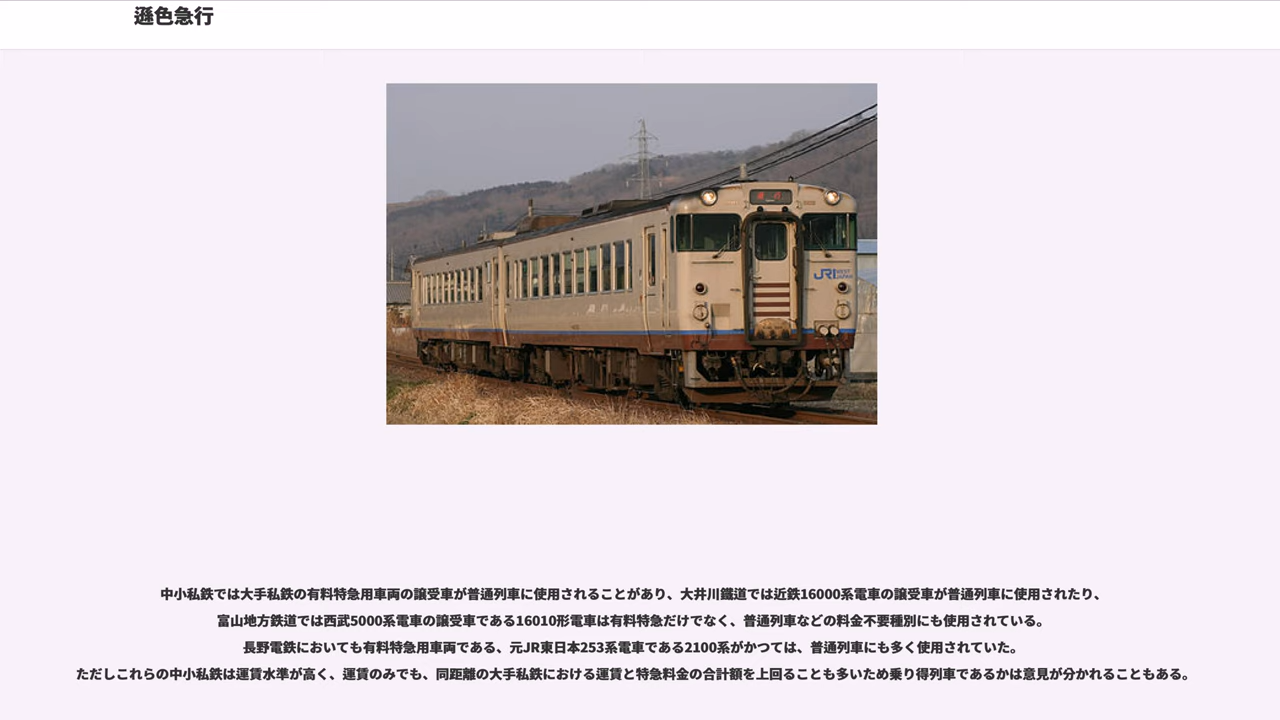 遜色急行
JR WEST JAPAN
中小私鉄では大手私鉄の有料特急用車両の譲受車が普通列車に使用されることがあり、大井川鐵道では近鉄16000系電車の譲受車が普通列車に使用されたり、
富山地方鉄道では西武5000系電車の譲受車である16010形電車は有料特急だけでなく、普通列車などの料金不要種別にも使用されている。
長野電鉄においても有料特急用車両である、元JR東日本253系電車である2100系がかつては、普通列車にも多く使用されていた。
ただしこれらの中小私鉄は運賃水準が高く、運賃のみでも、同距離の大手私鉄における運賃と特急料金の合計額を上回ることも多いため乗り得列車であるかは意見が分かれることもある。